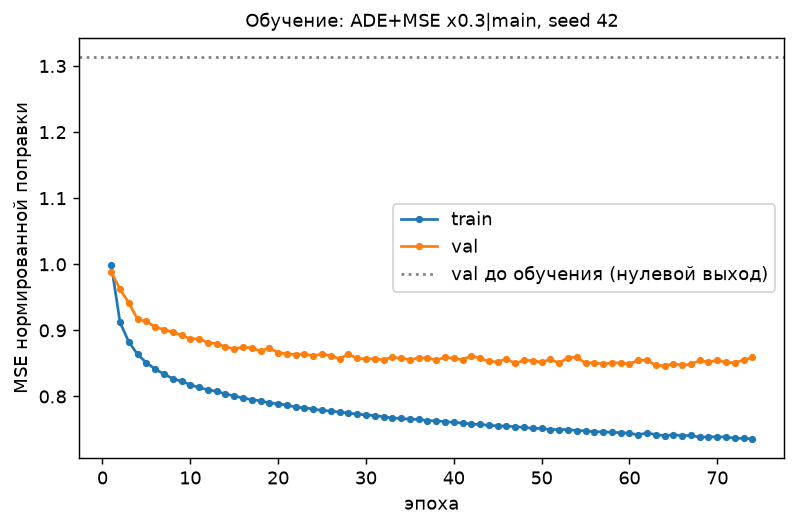 Обучение: ADE+MSE x0.3|main, seed 42
MSE нормированной поправки
1.3
1.2
1.1
1.0
0.9
0.8
train
val
val до обучения (нулевой выход)
0 10 20 30 40 50 60 70
эпоха